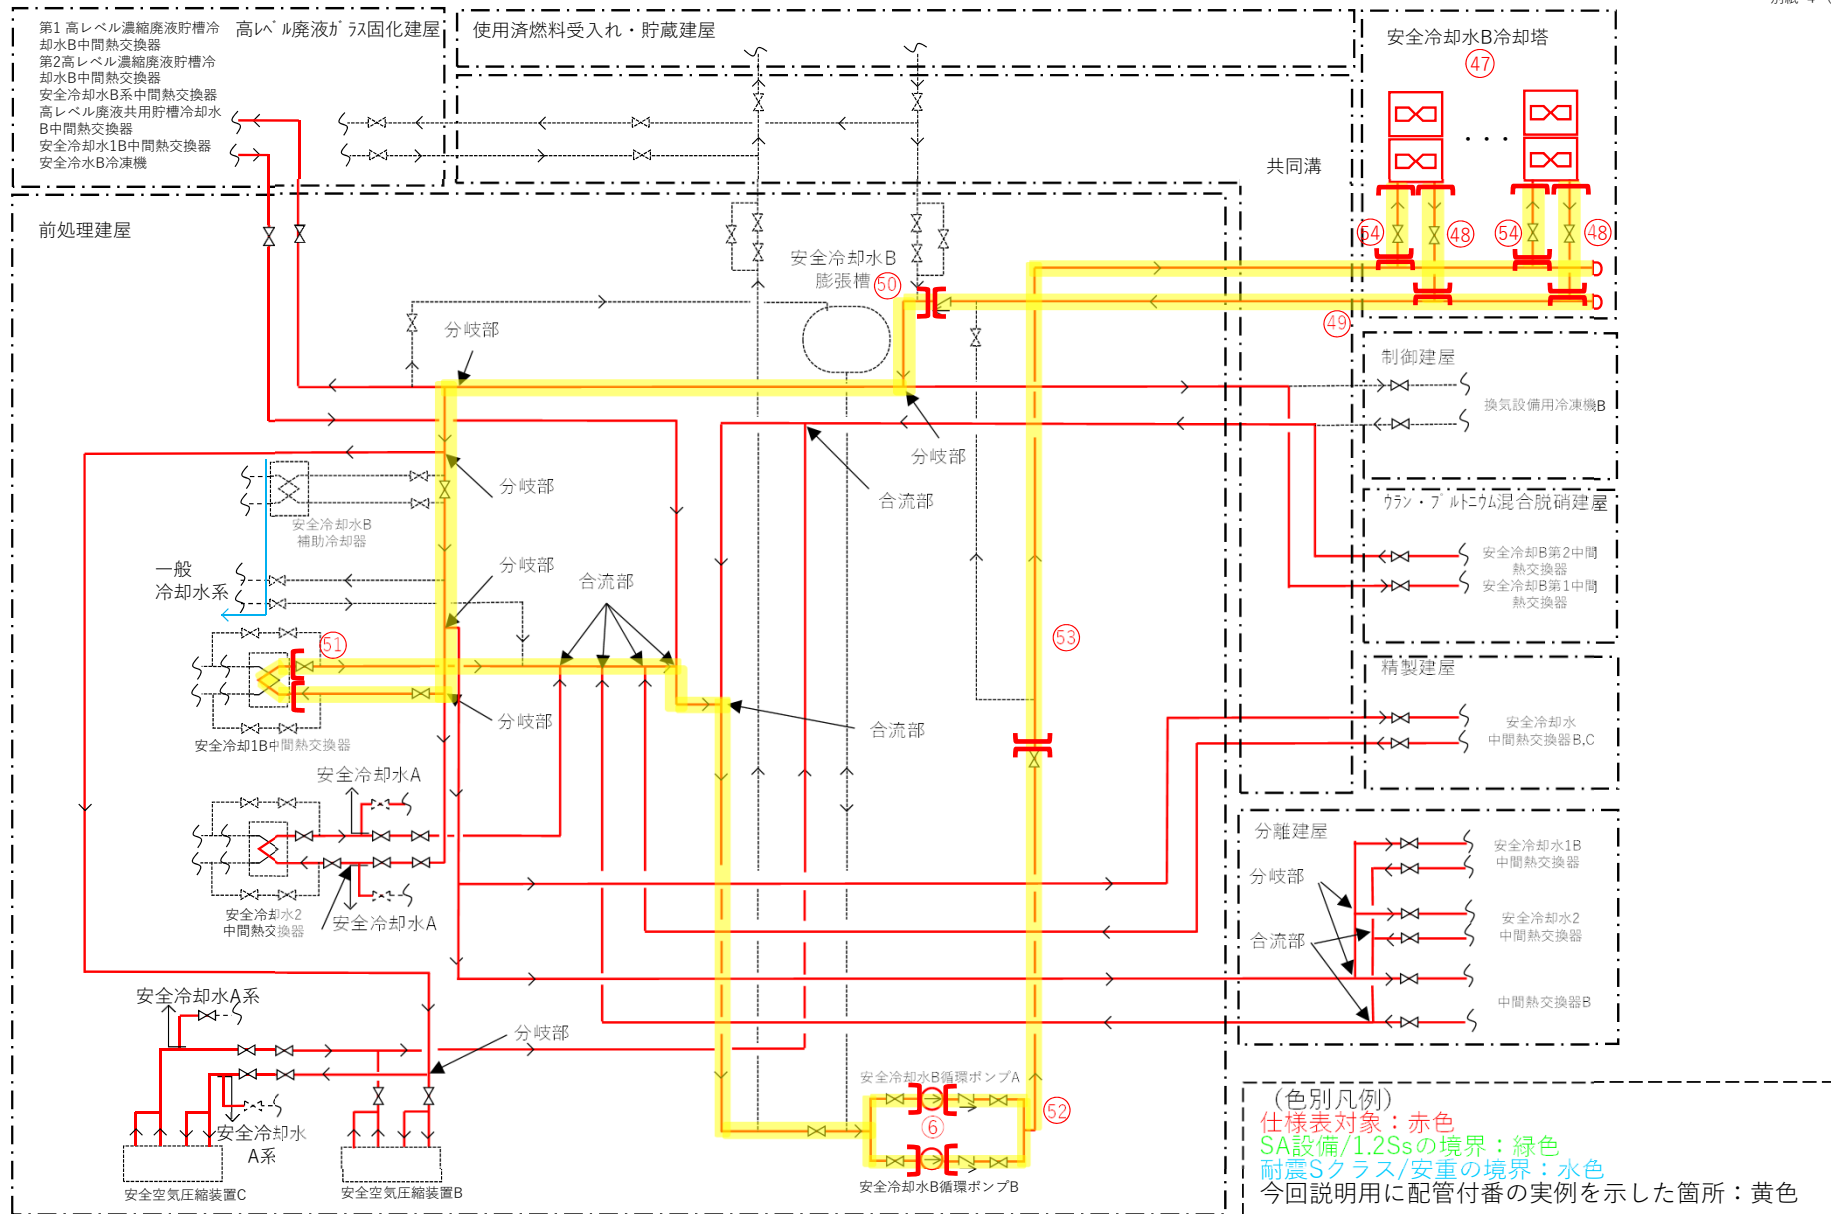 第1 高レベル濃縮廃液貯槽冷
却水B中間熱交換器
第2高レベル濃縮廃液貯槽冷
却水B中間熱交換器
安全冷却水B系中間熱交換器
高レベル廃液共用貯槽冷却水
B中間熱交換器
安全冷却水1B中間熱交換器
安全冷水B冷凍機
高レベル廃液ガラス固化建屋
使用済燃料受入れ・貯蔵建屋
安全冷却水B冷却塔
47
・・・
共同溝
前処理建屋
54
48
54
48
安全冷却水B
膨張槽
50
49
分岐部
制御建屋
換気設備用冷凍機B
分岐部
分岐部
合流部
ウラン・プルトニウム混合脱硝建屋
安全冷却水B
補助冷却器
安全冷却B第2中間
熱交換器
安全冷却B第1中間
熱交換器
一般
冷却水系
分岐部
合流部
51
53
精製建屋
安全冷却水
中間熱交換器B,C
分岐部
合流部
安全冷却1B中間熱交換器
安全冷却水A
分離建屋
安全冷却水1B
中間熱交換器
分岐部
安全冷却水2
中間熱交換器
安全冷却水A
安全冷却水2
中間熱交換器
合流部
中間熱交換器B
安全冷却水A系
分岐部
安全冷却水B循環ポンプA
52
6
安全冷却水
A系
安全空気圧縮装置C
安全空気圧縮装置B
安全冷却水B循環ポンプB
（色別凡例）
仕様表対象：赤色
SA設備/1.2Ssの境界：緑色
耐震Sクラス/安重の境界：水色
今回説明用に配管付番の実例を示した箇所：黄色